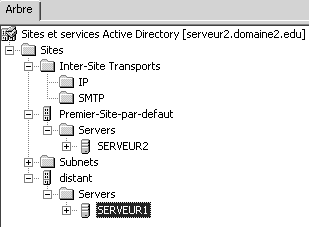 Arbre
Sites et services Active Directory [serveur2.domaine2.edu]
Sites
Inter-Site Transports
IP
SMTP
Premier-Site-par-defaut
Servers
SERVEUR2
Subnets
distant
Servers
SERVEUR1